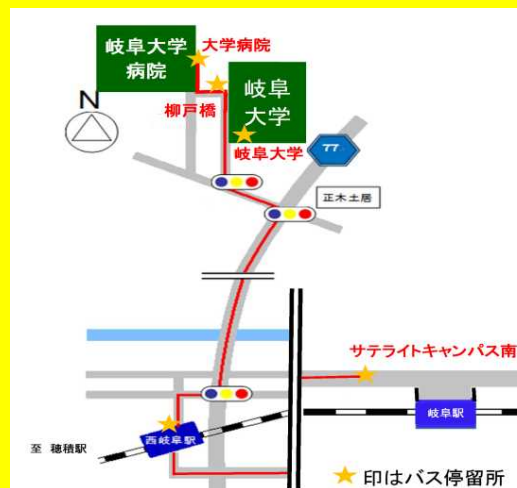 岐阜大学
病院
大学病院
N
柳戸橋
岐阜
大学
岐阜大学
77
正木土居
サテライトキャンパス南
岐阜駅
西岐阜駅
至 穂積駅
★ 印はバス停留所